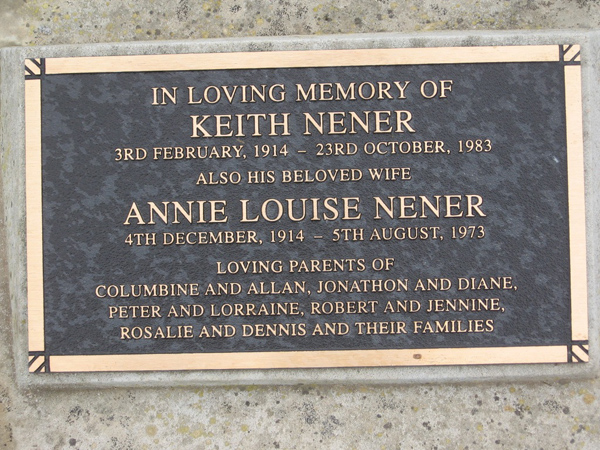 IN LOVING MEMORY OF
KEITH NENER
3RD FEBRUARY, 1914 – 23RD OCTOBER, 1983
ALSO HIS BELOVED WIFE
ANNIE LOUISE NENER
4TH DECEMBER, 1914 – 5TH AUGUST, 1973
LOVING PARENTS OF
COLUMBINE AND ALLAN, JONATHON AND DIANE,
PETER AND LORRAINE, ROBERT AND JENNINE,
ROSALIE AND DENNIS AND THEIR FAMILIES